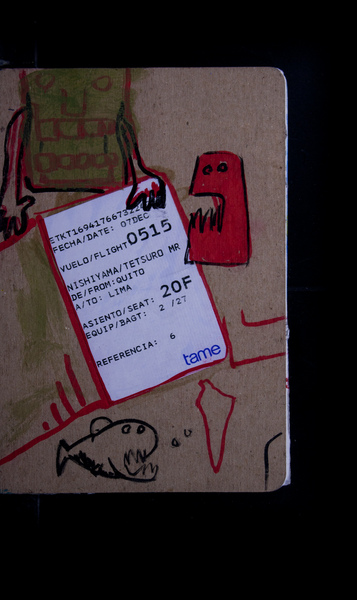 ETKT169417667322
FECHA/DATE: 07DEC
VUELO/FLIGHT 0515
NISHIYAMA/TETSURO MR
DE/FROM:QUITO
A/TO: LIMA
ASIENTO/SEAT: 20F
EQUIP/BAGT: 2 /27
REFERENCIA: 6
tame